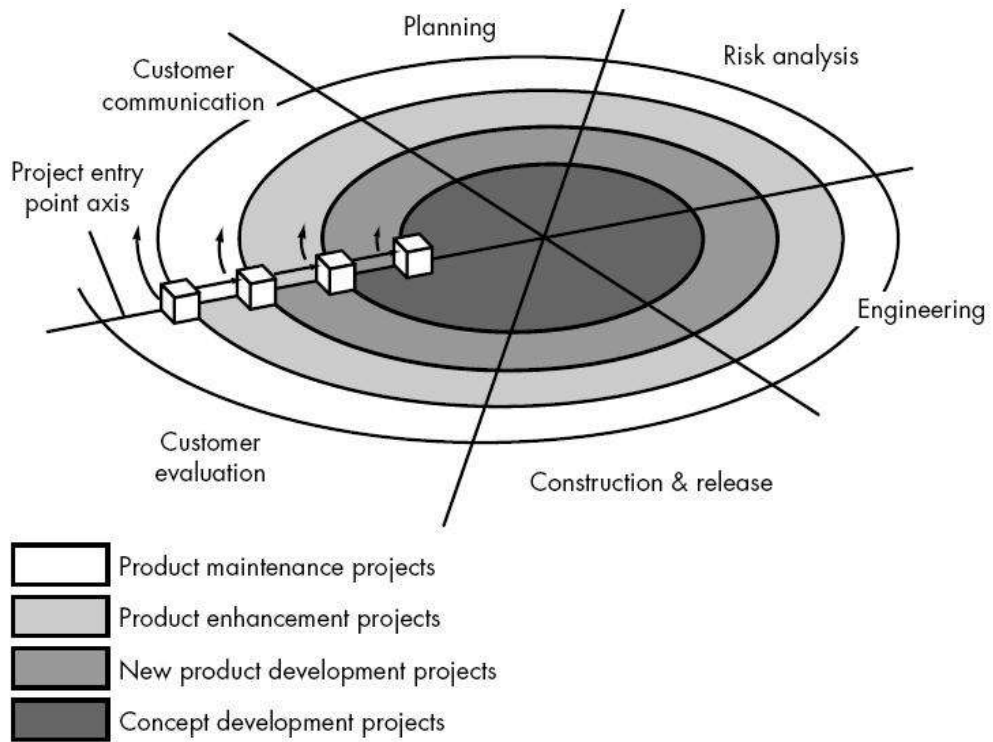 Planning
Risk analysis
Customer
communication
Project entry
point axis
Engineering
Customer
evaluation
Construction & release
Product maintenance projects
Product enhancement projects
New product development projects
Concept development projects